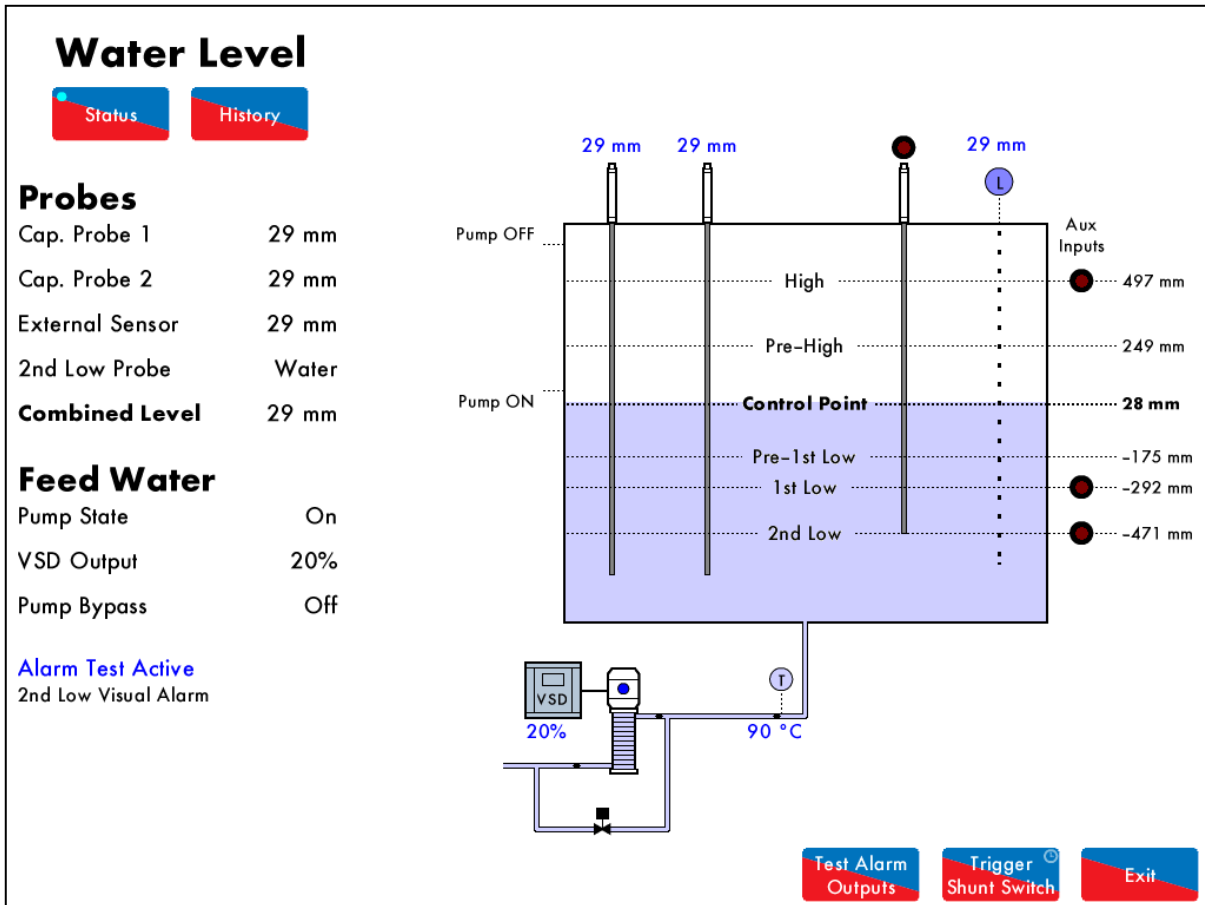 Water Level
Status
History
Probes
Cap. Probe 1 29 mm
Cap. Probe 2 29 mm
External Sensor 29 mm
2nd Low Probe Water
Combined Level 29 mm
Feed Water
Pump State On
VSD Output 20%
Pump Bypass Off
Alarm Test Active
2nd Low Visual Alarm
29 mm
29 mm
29 mm
L
Aux
Inputs
Pump OFF
High 497 mm
Pre-High 249 mm
Pump ON
Control Point 28 mm
Pre-1st Low -175 mm
1st Low -292 mm
2nd Low -471 mm
VSD
20%
T
90 °C
Test Alarm
Outputs
Trigger
Shunt Switch
Exit